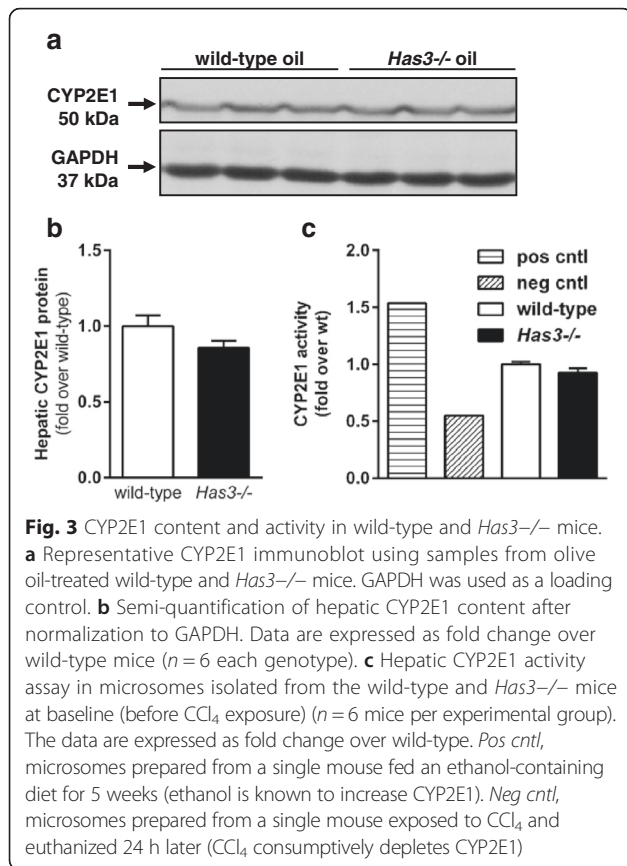 a
wild-type oil Has3-/- oil
CYP2E1
50 kDa
GAPDH
37 kDa
b
Hepatic CYP2E1 protein
(fold over wild-type)
1.5
1.0
0.5
0.0
wild-type Has3-/-
c
CYP2E1 activity
(fold over wt)
2.0
1.5
1.0
0.5
0.0
pos cntl
neg cntl
wild-type
Has3-/-
Fig. 3 CYP2E1 content and activity in wild-type and Has3−/− mice.
a Representative CYP2E1 immunoblot using samples from olive
oil-treated wild-type and Has3−/− mice. GAPDH was used as a loading
control. b Semi-quantification of hepatic CYP2E1 content after
normalization to GAPDH. Data are expressed as fold change over
wild-type mice (n = 6 each genotype). c Hepatic CYP2E1 activity
assay in microsomes isolated from the wild-type and Has3−/− mice
at baseline (before CCl₄ exposure) (n = 6 mice per experimental group).
The data are expressed as fold change over wild-type. Pos cntl,
microsomes prepared from a single mouse fed an ethanol-containing
diet for 5 weeks (ethanol is known to increase CYP2E1). Neg cntl,
microsomes prepared from a single mouse exposed to CCl₄ and
euthanized 24 h later (CCl₄ consumptively depletes CYP2E1)